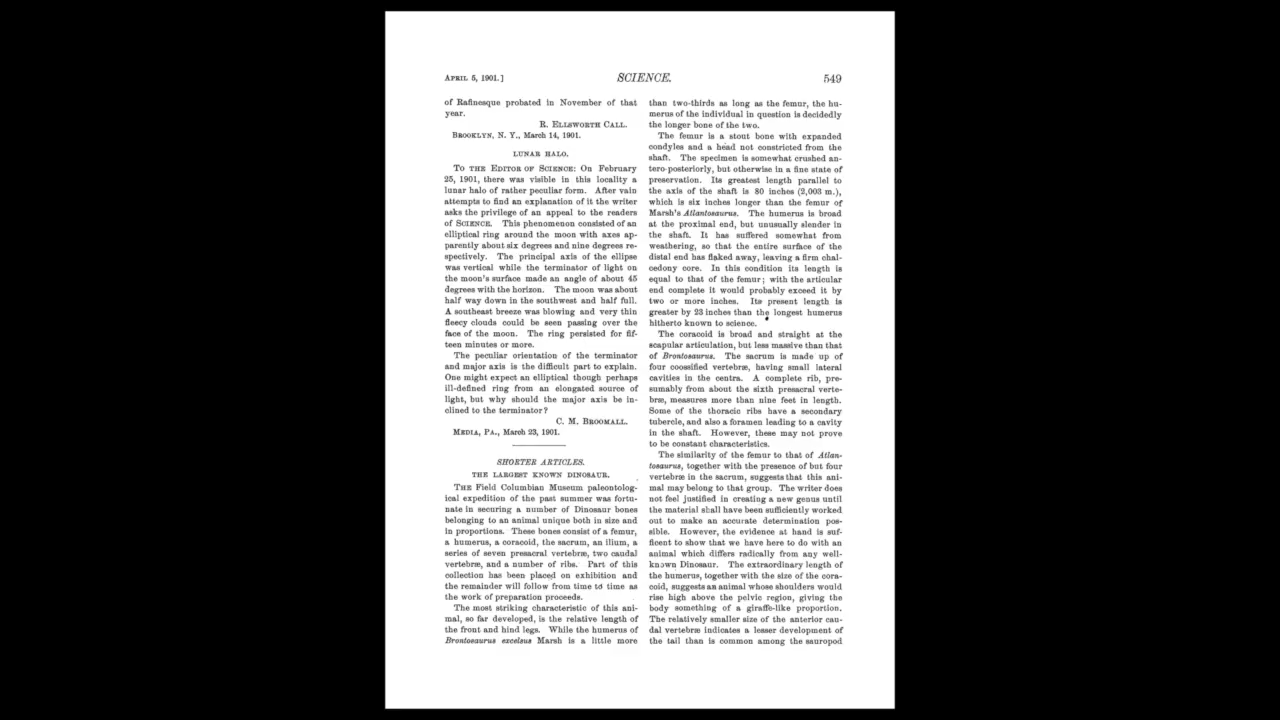 APRIL 5, 1901.]
SCIENCE.
549
of Rafinesque probated in November of that
year.
R. ELLSWORTH CALL.
BROOKLYN, N. Y., March 14, 1901.
LUNAR HALO.
TO THE EDITOR OF SCIENCE: On February
25, 1901, there was visible in this locality a
lunar halo of rather peculiar form. After vain
attempts to find an explanation of it the writer
asks the privilege of an appeal to the readers
of SCIENCE. This phenomenon consisted of an
elliptical ring around the moon with axes ap-
parently about six degrees and nine degrees re-
spectively. The principal axis of the ellipse
was vertical while the terminator of light on
the moon's surface made an angle of about 45
degrees with the horizon. The moon was about
half way down in the southwest and half full.
A southeast breeze was blowing and very thin
fleecy clouds could be seen passing over the
face of the moon. The ring persisted for fif-
teen minutes or more.
The peculiar orientation of the terminator
and major axis is the difficult part to explain.
One might expect an elliptical though perhaps
ill-defined ring from an elongated source of
light, but why should the major axis be in-
clined to the terminator?
C. M. BROOMALL.
MEDIA, PA., March 23, 1901.
SHORTER ARTICLES.
THE LARGEST KNOWN DINOSAUR.
THE Field Columbian Museum paleontolog-
ical expedition of the past summer was fortu-
nate in securing a number of Dinosaur bones
belonging to an animal unique both in size and
in proportions. These bones consist of a femur,
a humerus, a coracoid, the sacrum, an ilium, a
series of seven presacral vertebræ, two caudal
vertebræ, and a number of ribs. Part of this
collection has been placed on exhibition and
the remainder will follow from time to time as
the work of preparation proceeds.
The most striking characteristic of this ani-
mal, so far developed, is the relative length of
the front and hind legs. While the humerus of
Brontosaurus excelsus Marsh is a little more
than two-thirds as long as the femur, the hu-
merus of the individual in question is decidedly
the longer bone of the two.
The femur is a stout bone with expanded
condyles and a head not constricted from the
shaft. The specimen is somewhat crushed an-
tero-posteriorly, but otherwise in a fine state of
preservation. Its greatest length parallel to
the axis of the shaft is 80 inches (2,003 m.),
which is six inches longer than the femur of
Marsh's Atlantosaurus. The humerus is broad
at the proximal end, but unusually slender in
the shaft. It has suffered somewhat from
weathering, so that the entire surface of the
distal end has flaked away, leaving a firm chal-
cedony core. In this condition its length is
equal to that of the femur; with the articular
end complete it would probably exceed it by
two or more inches. Its present length is
greater by 23 inches than the longest humerus
hitherto known to science.
The coracoid is broad and straight at the
scapular articulation, but less massive than that
of Brontosaurus. The sacrum is made up of
four coossified vertebræ, having small lateral
cavities in the centra. A complete rib, pre-
sumably from about the sixth presacral verte-
bræ, measures more than nine feet in length.
Some of the thoracic ribs have a secondary
tubercle, and also a foramen leading to a cavity
in the shaft. However, these may not prove
to be constant characteristics.
The similarity of the femur to that of Atlan-
tosaurus, together with the presence of but four
vertebræ in the sacrum, suggests that this ani-
mal may belong to that group. The writer does
not feel justified in creating a new genus until
the material shall have been sufficiently worked
out to make an accurate determination pos-
sible. However, the evidence at hand is suf-
ficent to show that we have here to do with an
animal which differs radically from any well-
known Dinosaur. The extraordinary length of
the humerus, together with the size of the cora-
coid, suggests an animal whose shoulders would
rise high above the pelvic region, giving the
body something of a giraffe-like proportion.
The relatively smaller size of the anterior cau-
dal vertebræ indicates a lesser development of
the tail than is common among the sauropod